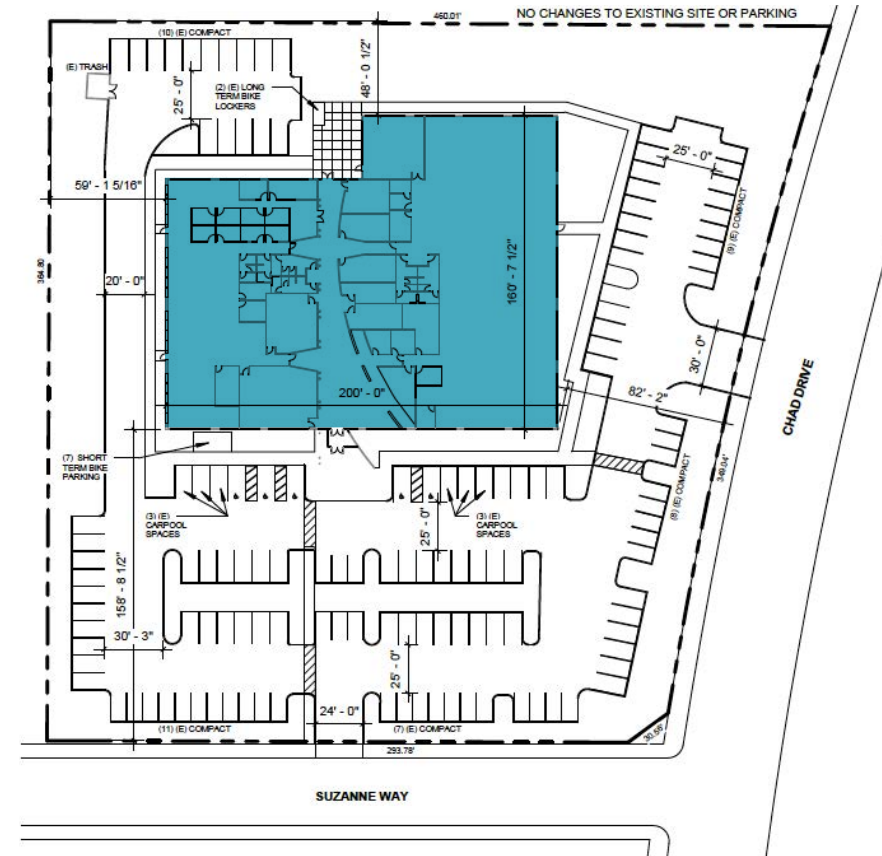 460.01'
NO CHANGES TO EXISTING SITE OR PARKING
(10) (E) COMPACT
(E) TRASH
25' - 0"
(2) (E) LONG
TERM BIKE
LOCKERS
48' - 0 1/2"
25' - 0"
59' - 1 5/16"
(9) (E) COMPACT
364.80
20' - 0"
160' - 7 1/2"
30' - 0"
200' - 0"
82' - 2"
CHAD DRIVE
349.04'
(7) SHORT
TERM BIKE
PARKING
(8) (E) COMPACT
(3) (E)
CARPOOL
SPACES
(3) (E)
CARPOOL
SPACES
25' - 0"
158' - 8 1/2"
30' - 3"
25' - 0"
24' - 0"
(11) (E) COMPACT
(7) (E) COMPACT
30.58'
293.78'
SUZANNE WAY